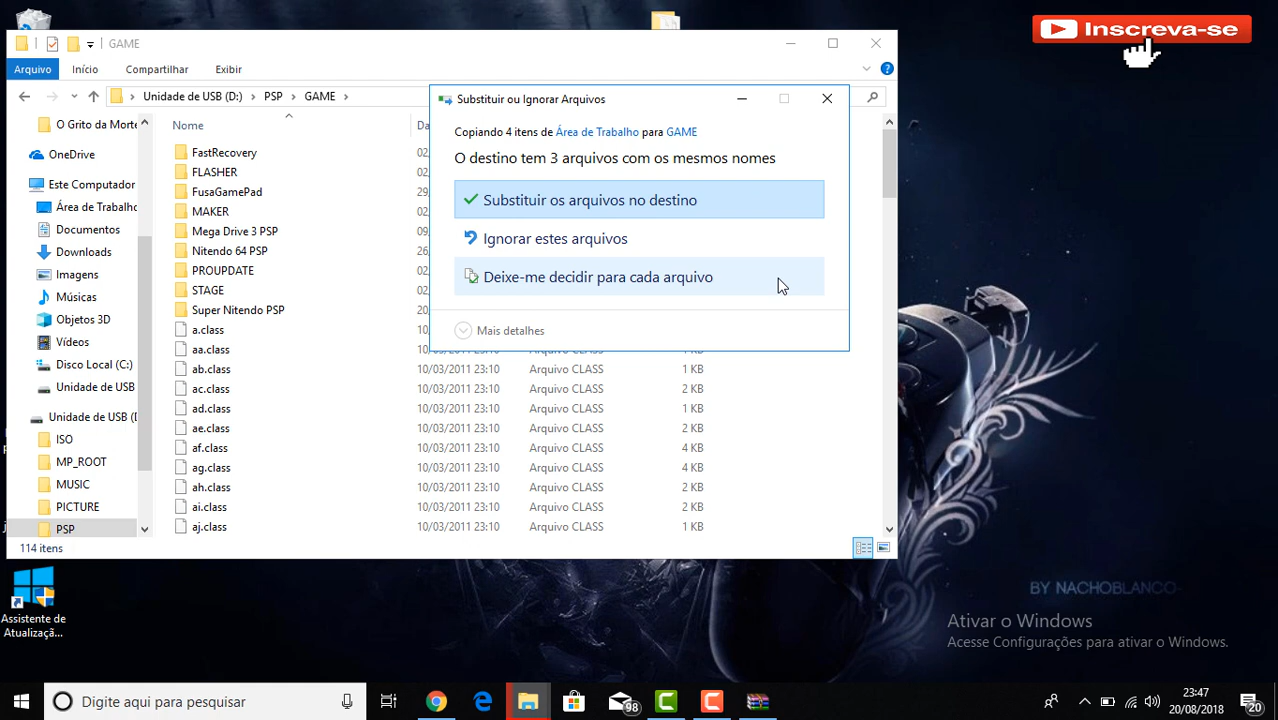 Inscreva-se
GAME
Arquivo Início Compartilhar Exibir
Unidade de USB (D:) PSP GAME
O Grito da Morte
OneDrive
Este Computador
Área de Trabalho
Documentos
Downloads
Imagens
Músicas
Objetos 3D
Vídeos
Disco Local (C:)
Unidade de USB
Unidade de USB (
ISO
MP_ROOT
MUSIC
PICTURE
PSP
Nome Da
FastRecovery 02
FLASHER 02
FusaGamePad 29
MAKER 02
Mega Drive 3 PSP 09
Nitendo 64 PSP 26
PROUPDATE 02
STAGE 02
Super Nitendo PSP 20
a.class
aa.class 10/03/2011 23:10 Arquivo CLASS 1 KB
ab.class 10/03/2011 23:10 Arquivo CLASS 1 KB
ac.class 10/03/2011 23:10 Arquivo CLASS 2 KB
ad.class 10/03/2011 23:10 Arquivo CLASS 1 KB
ae.class 10/03/2011 23:10 Arquivo CLASS 2 KB
af.class 10/03/2011 23:10 Arquivo CLASS 4 KB
ag.class 10/03/2011 23:10 Arquivo CLASS 4 KB
ah.class 10/03/2011 23:10 Arquivo CLASS 2 KB
ai.class 10/03/2011 23:10 Arquivo CLASS 2 KB
aj.class 10/03/2011 23:10 Arquivo CLASS 1 KB
114 itens
Substituir ou Ignorar Arquivos
Copiando 4 itens de Área de Trabalho para GAME
O destino tem 3 arquivos com os mesmos nomes
Substituir os arquivos no destino
Ignorar estes arquivos
Deixe-me decidir para cada arquivo
Mais detalhes
Assistente de
Atualizaçã...
BY NACHOBLANCO
Ativar o Windows
Acesse Configurações para ativar o Windows.
Digite aqui para pesquisar
98
23:47
20/08/2018
20